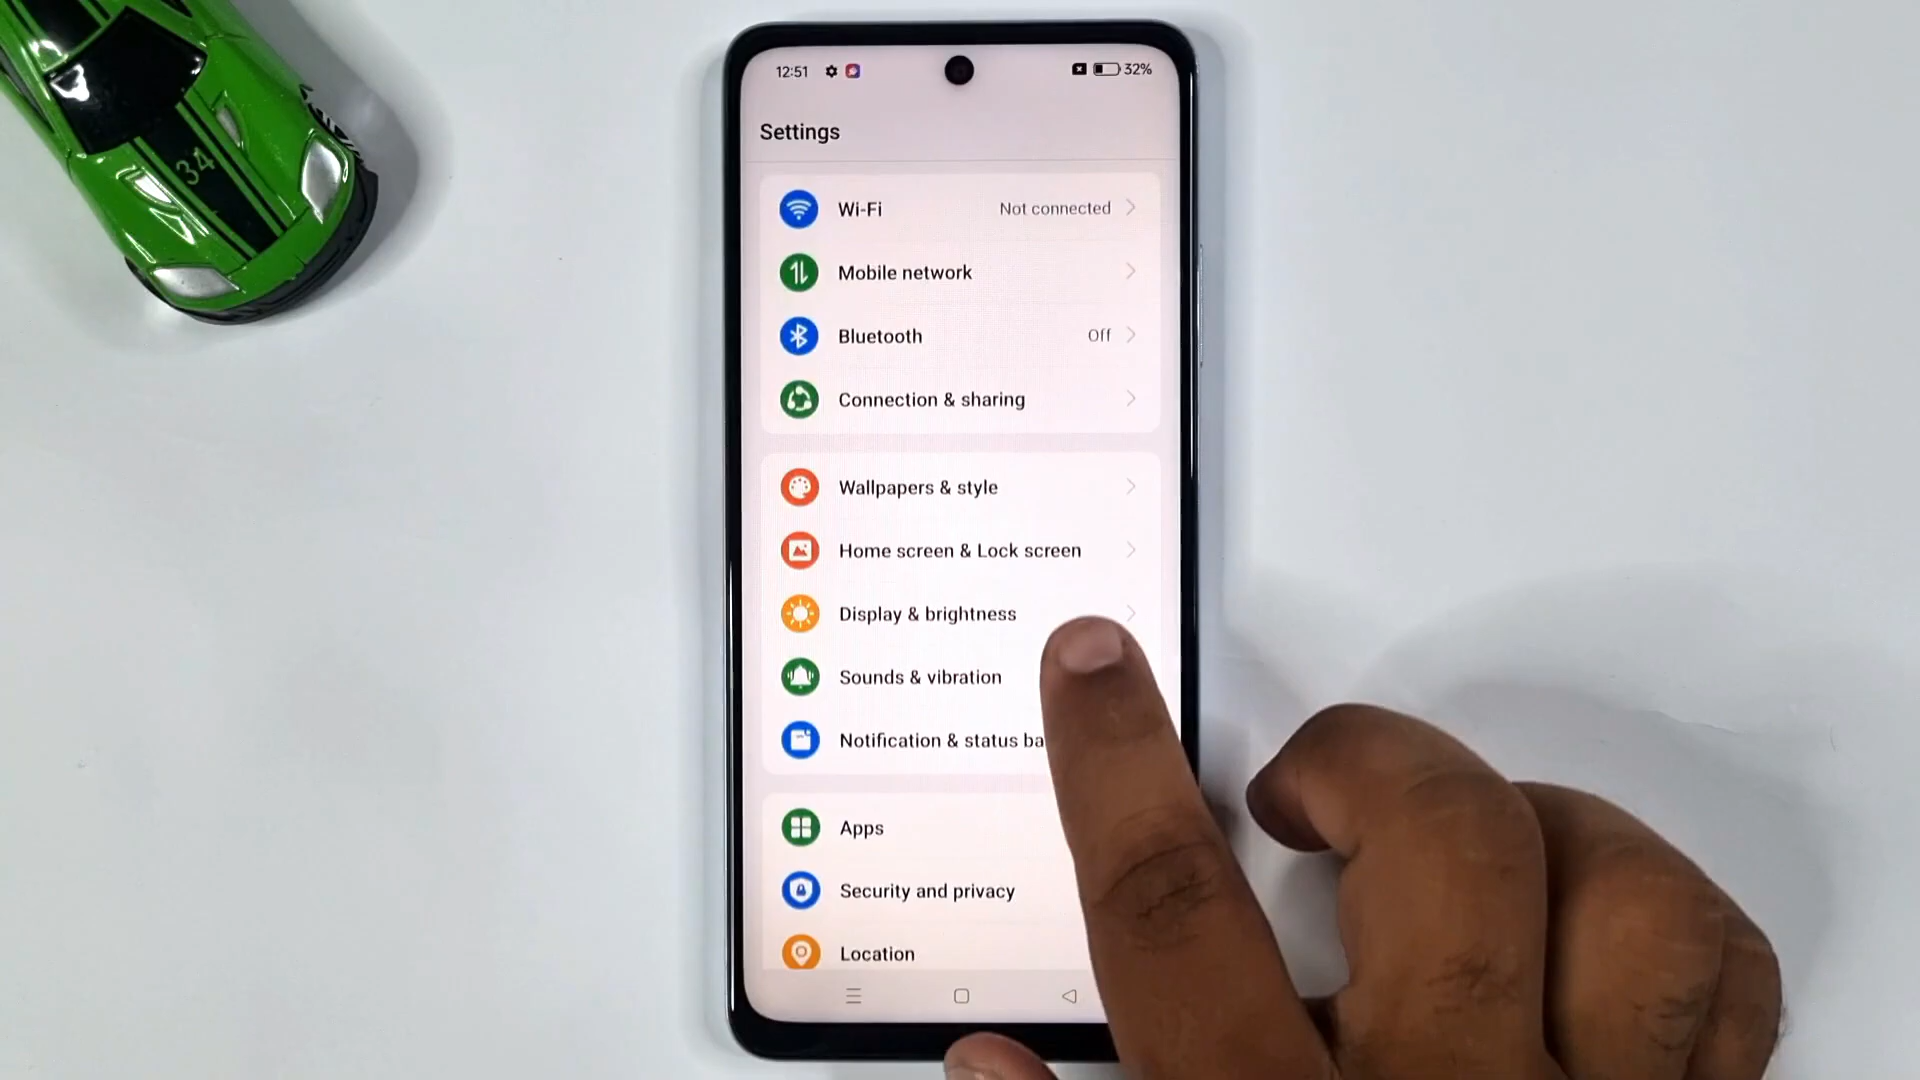 34
12:51
32%
Settings
Wi-Fi Not connected
Mobile network
Bluetooth Off
Connection & sharing
Wallpapers & style
Home screen & Lock screen
Display & brightness
Sounds & vibration
Notification & status ba
Apps
Security and privacy
Location